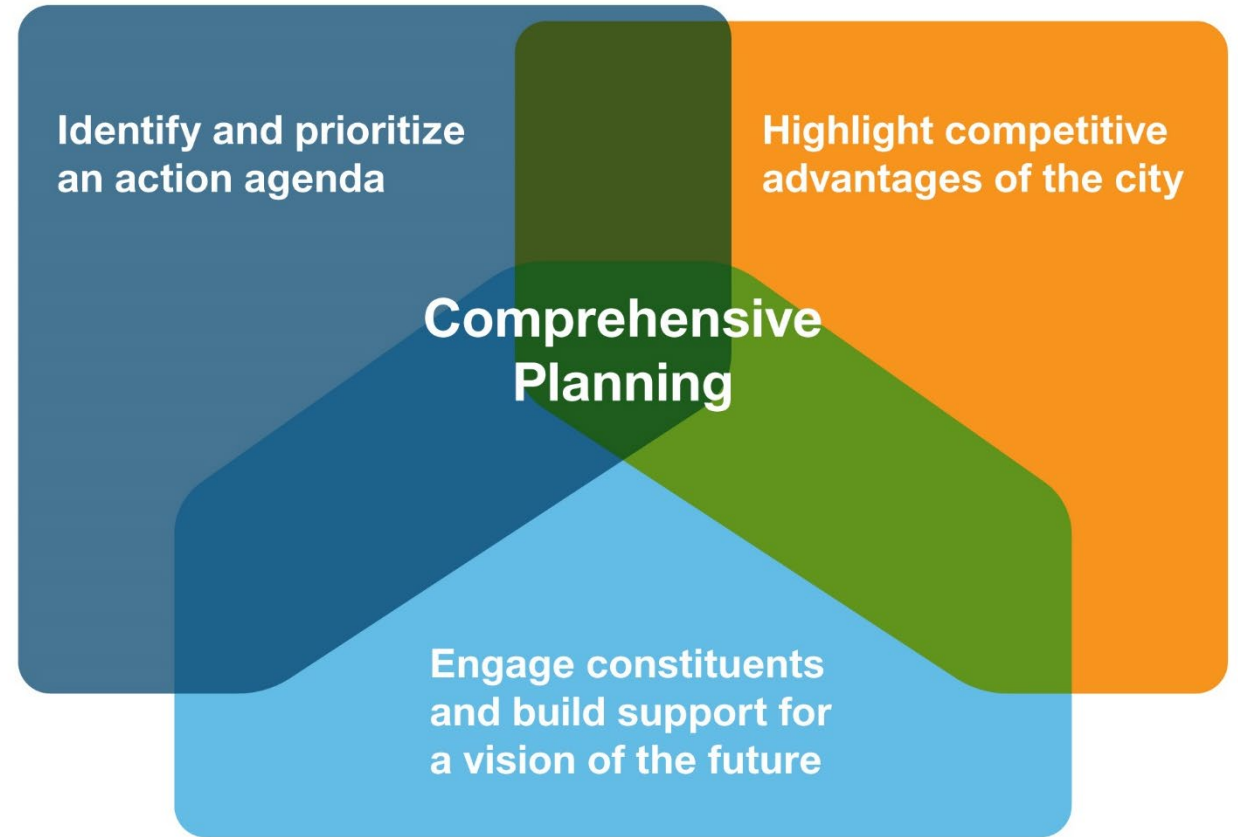 Identify and prioritize
an action agenda
Highlight competitive
advantages of the city
Comprehensive
Planning
Engage constituents
and build support for
a vision of the future